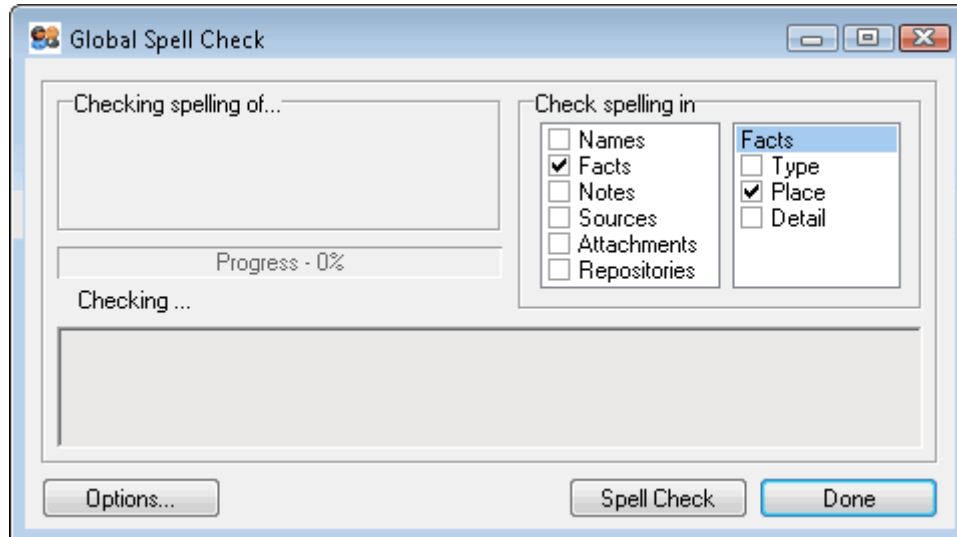 Global Spell Check
Checking spelling of...
Progress - 0%
Checking ...
Check spelling in
Names
Facts
Notes
Sources
Attachments
Repositories
Facts
Type
Place
Detail
Options...
Spell Check
Done